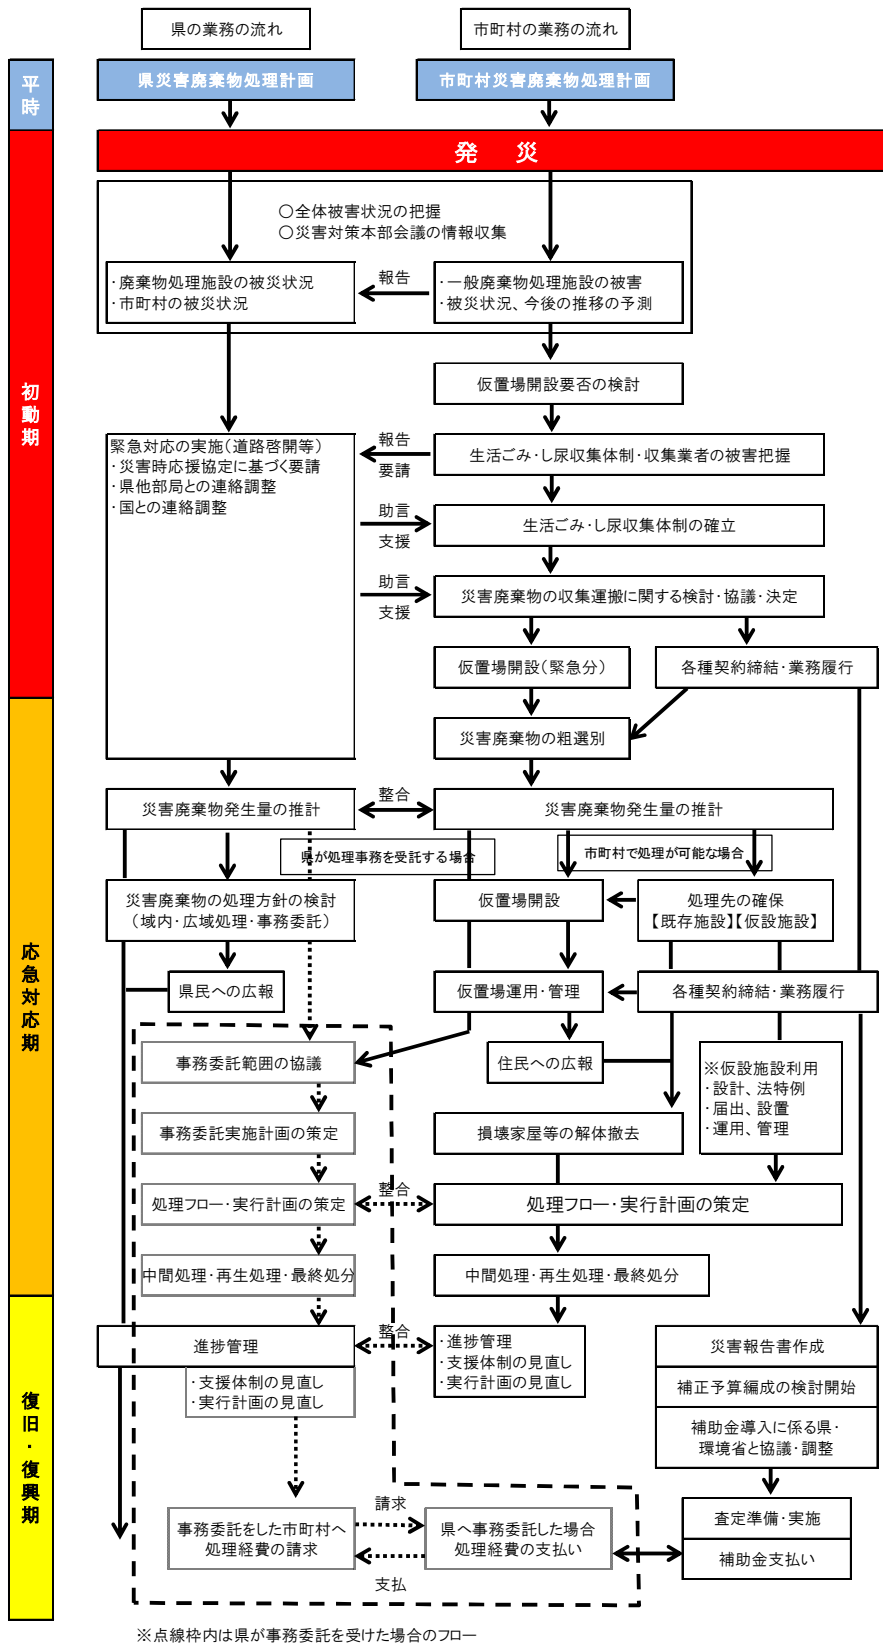 県の業務の流れ
市町村の業務の流れ
平時
県災害廃棄物処理計画
市町村災害廃棄物処理計画
発　災
初動期
○全体被害状況の把握
○災害対策本部会議の情報収集
・廃棄物処理施設の被災状況
・市町村の被災状況
報告
・一般廃棄物処理施設の被害
・被災状況、今後の推移の予測
仮置場開設要否の検討
緊急対応の実施（道路啓開等）
・災害時応援協定に基づく要請
・県他部局との連絡調整
・国との連絡調整
報告
要請
生活ごみ・し尿収集体制・収集業者の被害把握
助言
支援
生活ごみ・し尿収集体制の確立
助言
支援
災害廃棄物の収集運搬に関する検討・協議・決定
仮置場開設（緊急分）
各種契約締結・業務履行
応急対応期
災害廃棄物の粗選別
災害廃棄物発生量の推計
整合
災害廃棄物発生量の推計
県が処理事務を受託する場合
市町村で処理が可能な場合
災害廃棄物の処理方針の検討
（域内・広域処理・事務委託）
仮置場開設
処理先の確保
【既存施設】【仮設施設】
県民への広報
仮置場運用・管理
各種契約締結・業務履行
事務委託範囲の協議
住民への広報
※仮設施設利用
・設計、法特例
・届出、設置
・運用、管理
事務委託実施計画の策定
損壊家屋等の解体撤去
処理フロー・実行計画の策定
整合
処理フロー・実行計画の策定
中間処理・再生処理・最終処分
中間処理・再生処理・最終処分
復旧・復興期
進捗管理
・支援体制の見直し
・実行計画の見直し
整合
・進捗管理
・支援体制の見直し
・実行計画の見直し
災害報告書作成
補正予算編成の検討開始
補助金導入に係る県・
環境省と協議・調整
事務委託をした市町村へ
処理経費の請求
請求
支払
県へ事務委託した場合
処理経費の支払い
査定準備・実施
補助金支払い
※点線枠内は県が事務委託を受けた場合のフロー